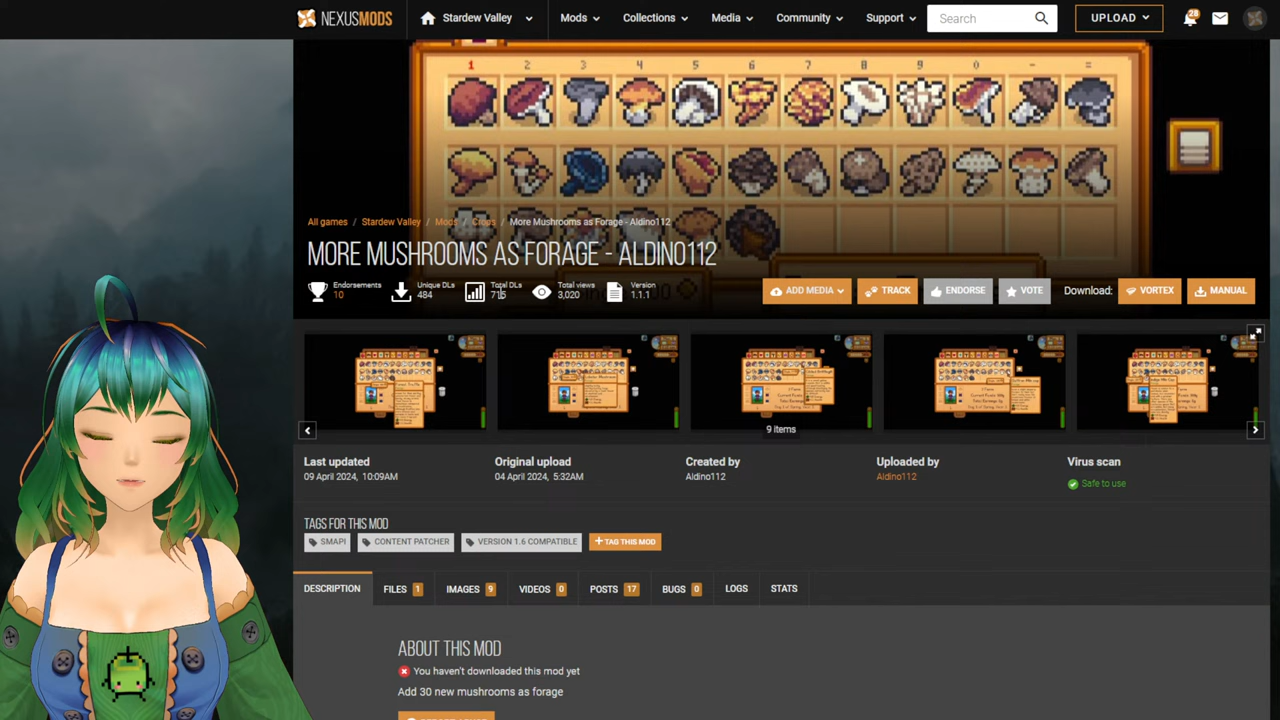 NEXUSMODS
Stardew Valley
Mods
Collections
Media
Community
Support
Search
UPLOAD
28
1 2 3 4 5 6 7 8 9 0 - =
All games / Stardew Valley / Mods / Crops / More Mushrooms as Forage - Aldino112
MORE MUSHROOMS AS FORAGE - ALDINO112
Endorsements
10
Unique DLs
484
Total DLs
715
Total views
3,020
Version
1.1.1
ADD MEDIA
TRACK
ENDORSE
VOTE
Download:
VORTEX
MANUAL
9 items
Last updated
09 April 2024, 10:09AM
Original upload
04 April 2024, 5:32AM
Created by
Aldino112
Uploaded by
Aldino112
Virus scan
Safe to use
TAGS FOR THIS MOD
SMAPI
CONTENT PATCHER
VERSION 1.6 COMPATIBLE
+ TAG THIS MOD
DESCRIPTION
FILES 1
IMAGES 9
VIDEOS 0
POSTS 17
BUGS 0
LOGS
STATS
ABOUT THIS MOD
You haven't downloaded this mod yet
Add 30 new mushrooms as forage